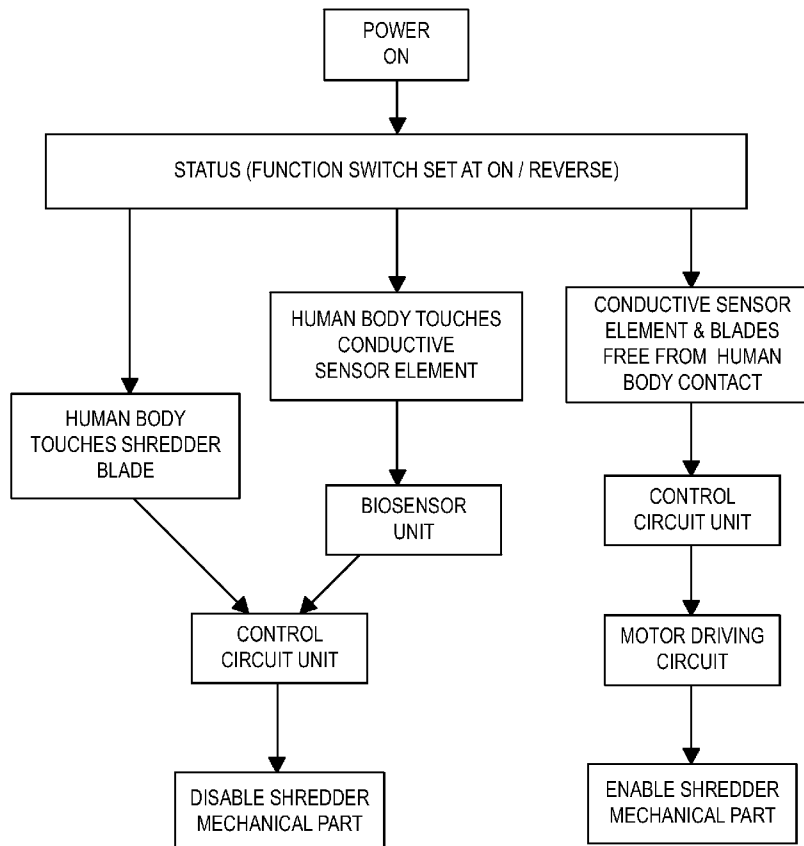 POWER
ON
STATUS (FUNCTION SWITCH SET AT ON / REVERSE)
HUMAN BODY
TOUCHES SHREDDER
BLADE
HUMAN BODY TOUCHES
CONDUCTIVE
SENSOR ELEMENT
CONDUCTIVE SENSOR
ELEMENT & BLADES
FREE FROM HUMAN
BODY CONTACT
BIOSENSOR
UNIT
CONTROL
CIRCUIT UNIT
CONTROL
CIRCUIT UNIT
MOTOR DRIVING
CIRCUIT
DISABLE SHREDDER
MECHANICAL PART
ENABLE SHREDDER
MECHANICAL PART